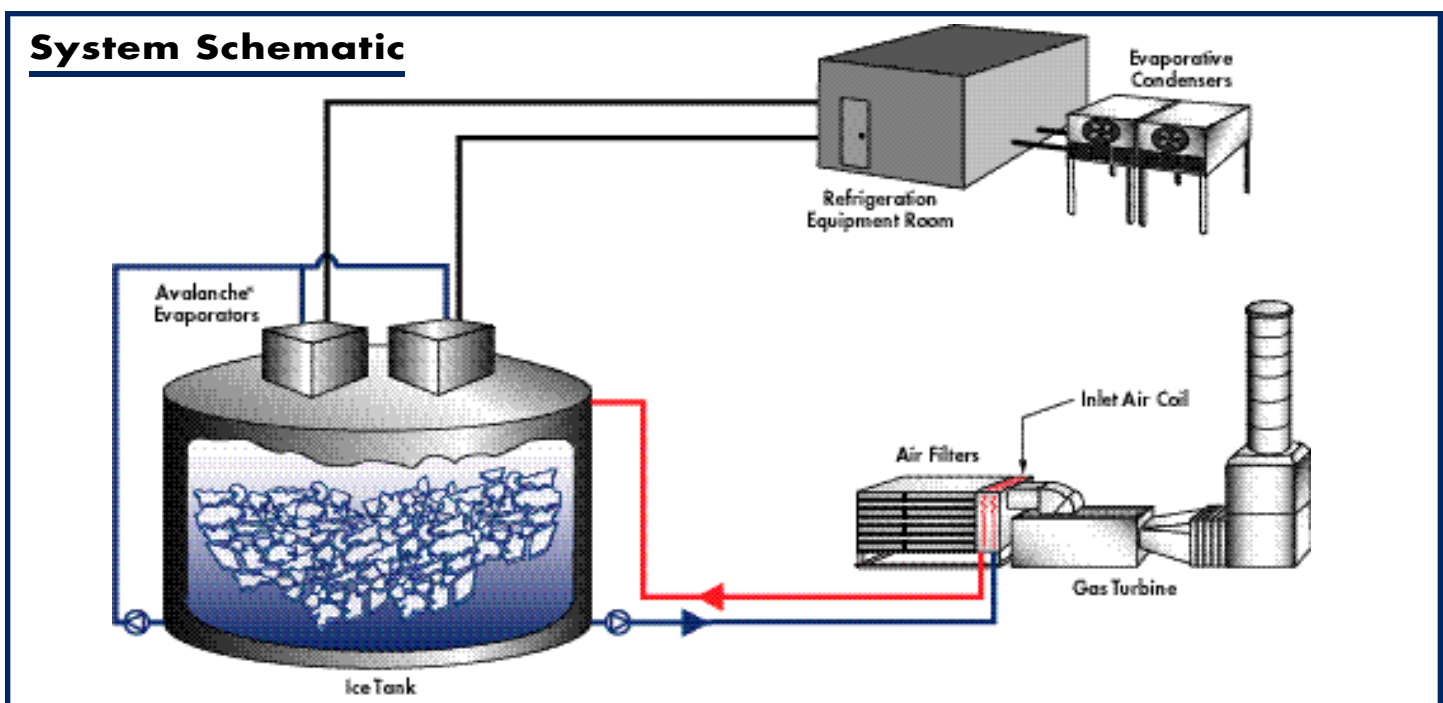 System Schematic
Evaporative
Condensers
Refrigeration
Equipment Room
Avalanche®
Evaporators
Inlet Air Coil
Air Filters
Gas Turbine
Ice Tank